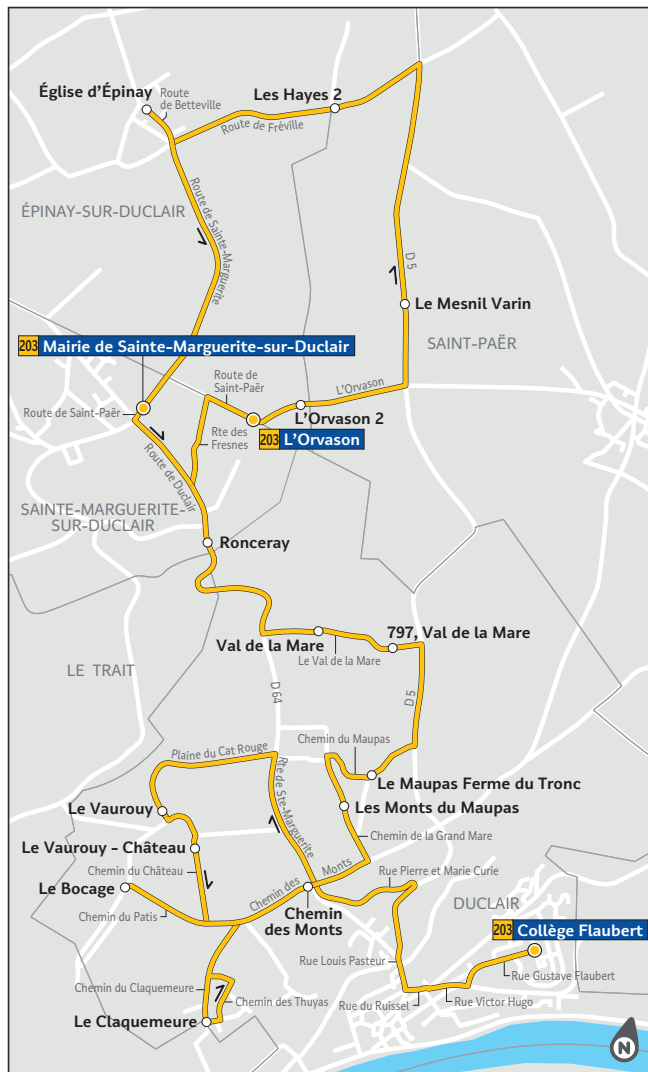 Église d'Épinay
Route
de Betteville
Les Hayes 2
Route de Fréville
ÉPINAY-SUR-DUCLAIR
Route de Sainte-Marguerite
D 5
Le Mesnil Varin
SAINT-PAËR
203 Mairie de Sainte-Marguerite-sur-Duclair
Route de
Saint-Paër
L'Orvason
Route de Saint-Paër
L'Orvason 2
Rte des
Fresnes
203 L'Orvason
Route de Duclair
SAINTE-MARGUERITE-
SUR-DUCLAIR
Ronceray
797, Val de la Mare
Val de la Mare
Le Val de la Mare
LE TRAIT
D 64
D 5
Chemin du Maupas
Plaine du Cat Rouge
Le Maupas Ferme du Tronc
Rte de Ste-Marguerite
Le Vaurouy
Les Monts du Maupas
Chemin de la Grand Mare
Le Vaurouy - Château
Chemin du Château
Chemin des Monts
Rue Pierre et Marie Curie
Le Bocage
Chemin du Patis
Chemin
des Monts
DUCLAIR
203 Collège Flaubert
Rue Louis Pasteur
Rue Gustave Flaubert
Chemin du Claquemeure
Chemin des Thuyas
Rue du Ruissel
Rue Victor Hugo
Le Claquemeure
N